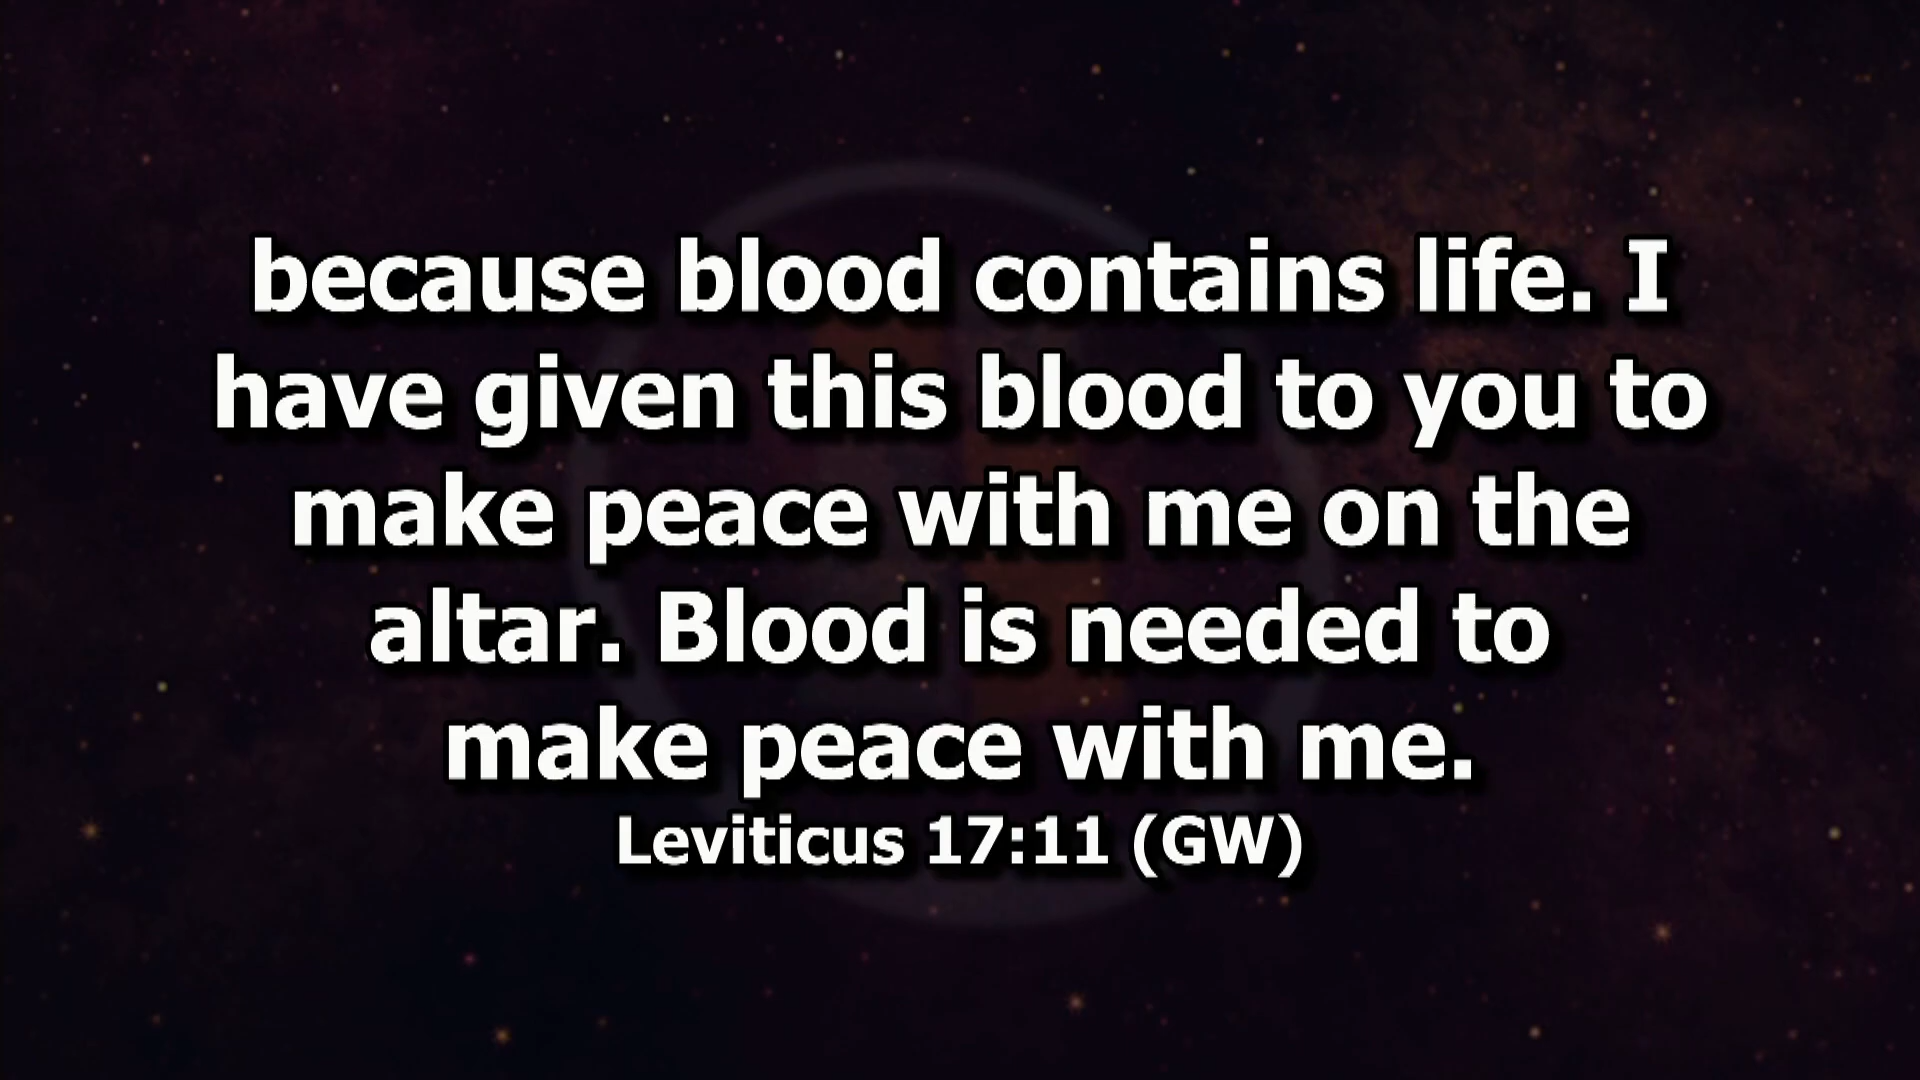 because blood contains life. I
have given this blood to you to
make peace with me on the
altar. Blood is needed to
make peace with me.
Leviticus 17:11 (GW)